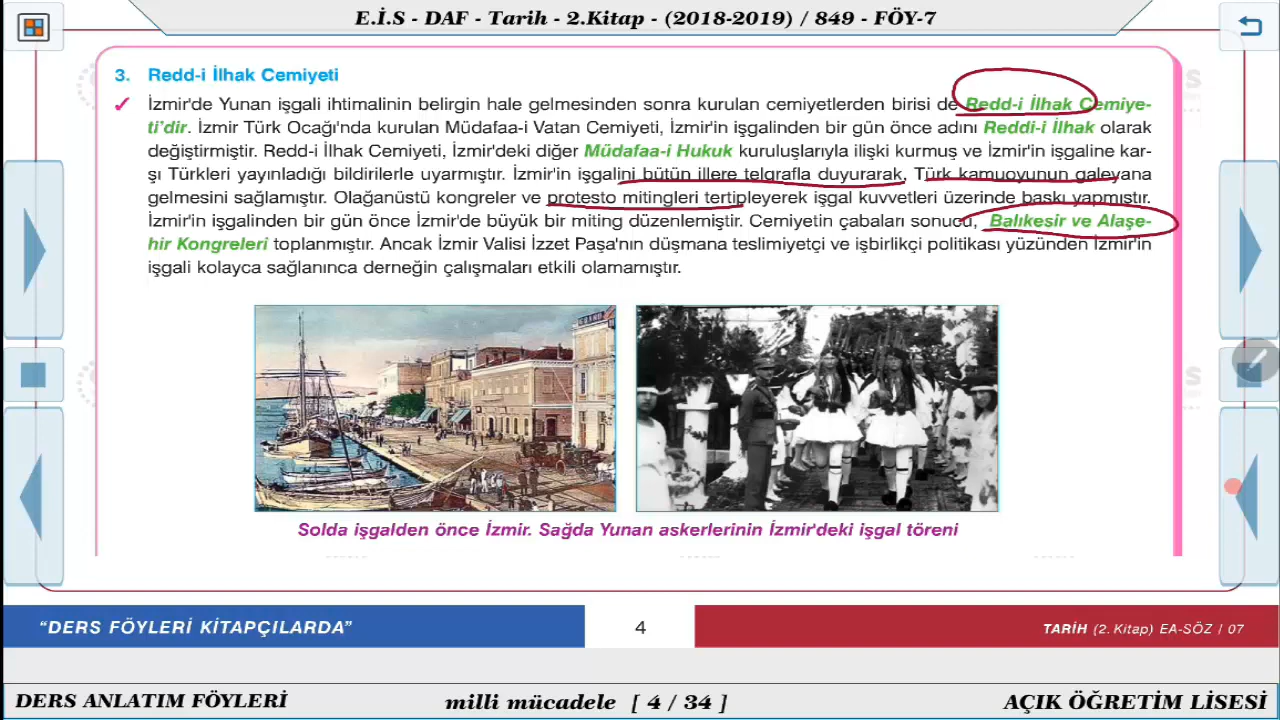 E.İ.S - DAF - Tarih - 2.Kitap - (2018-2019) / 849 - FÖY-7
3. Redd-i İlhak Cemiyeti
✓ İzmir'de Yunan işgali ihtimalinin belirgin hale gelmesinden sonra kurulan cemiyetlerden birisi de Redd-i İlhak Cemiye-
ti'dir. İzmir Türk Ocağı'nda kurulan Müdafaa-i Vatan Cemiyeti, İzmir'in işgalinden bir gün önce adını Reddi-i İlhak olarak
değiştirmiştir. Redd-i İlhak Cemiyeti, İzmir'deki diğer Müdafaa-i Hukuk kuruluşlarıyla ilişki kurmuş ve İzmir'in işgaline kar-
şı Türkleri yayınladığı bildirilerle uyarmıştır. İzmir'in işgalini bütün illere telgrafla duyurarak, Türk kamuoyunun galeyana
gelmesini sağlamıştır. Olağanüstü kongreler ve protesto mitingleri tertipleyerek işgal kuvvetleri üzerinde baskı yapmıştır.
İzmir'in işgalinden bir gün önce İzmir'de büyük bir miting düzenlemiştir. Cemiyetin çabaları sonucu, Balıkesir ve Alaşe-
hir Kongreleri toplanmıştır. Ancak İzmir Valisi İzzet Paşa'nın düşmana teslimiyetçi ve işbirlikçi politikası yüzünden İzmir'in
işgali kolayca sağlanınca derneğin çalışmaları etkili olamamıştır.
Solda işgalden önce İzmir. Sağda Yunan askerlerinin İzmir'deki işgal töreni
"DERS FÖYLERİ KİTAPÇILARDA"
4
TARİH (2. Kitap) EA-SÖZ / 07
DERS ANLATIM FÖYLERİ
milli mücadele [ 4 / 34 ]
AÇIK ÖĞRETİM LİSESİ